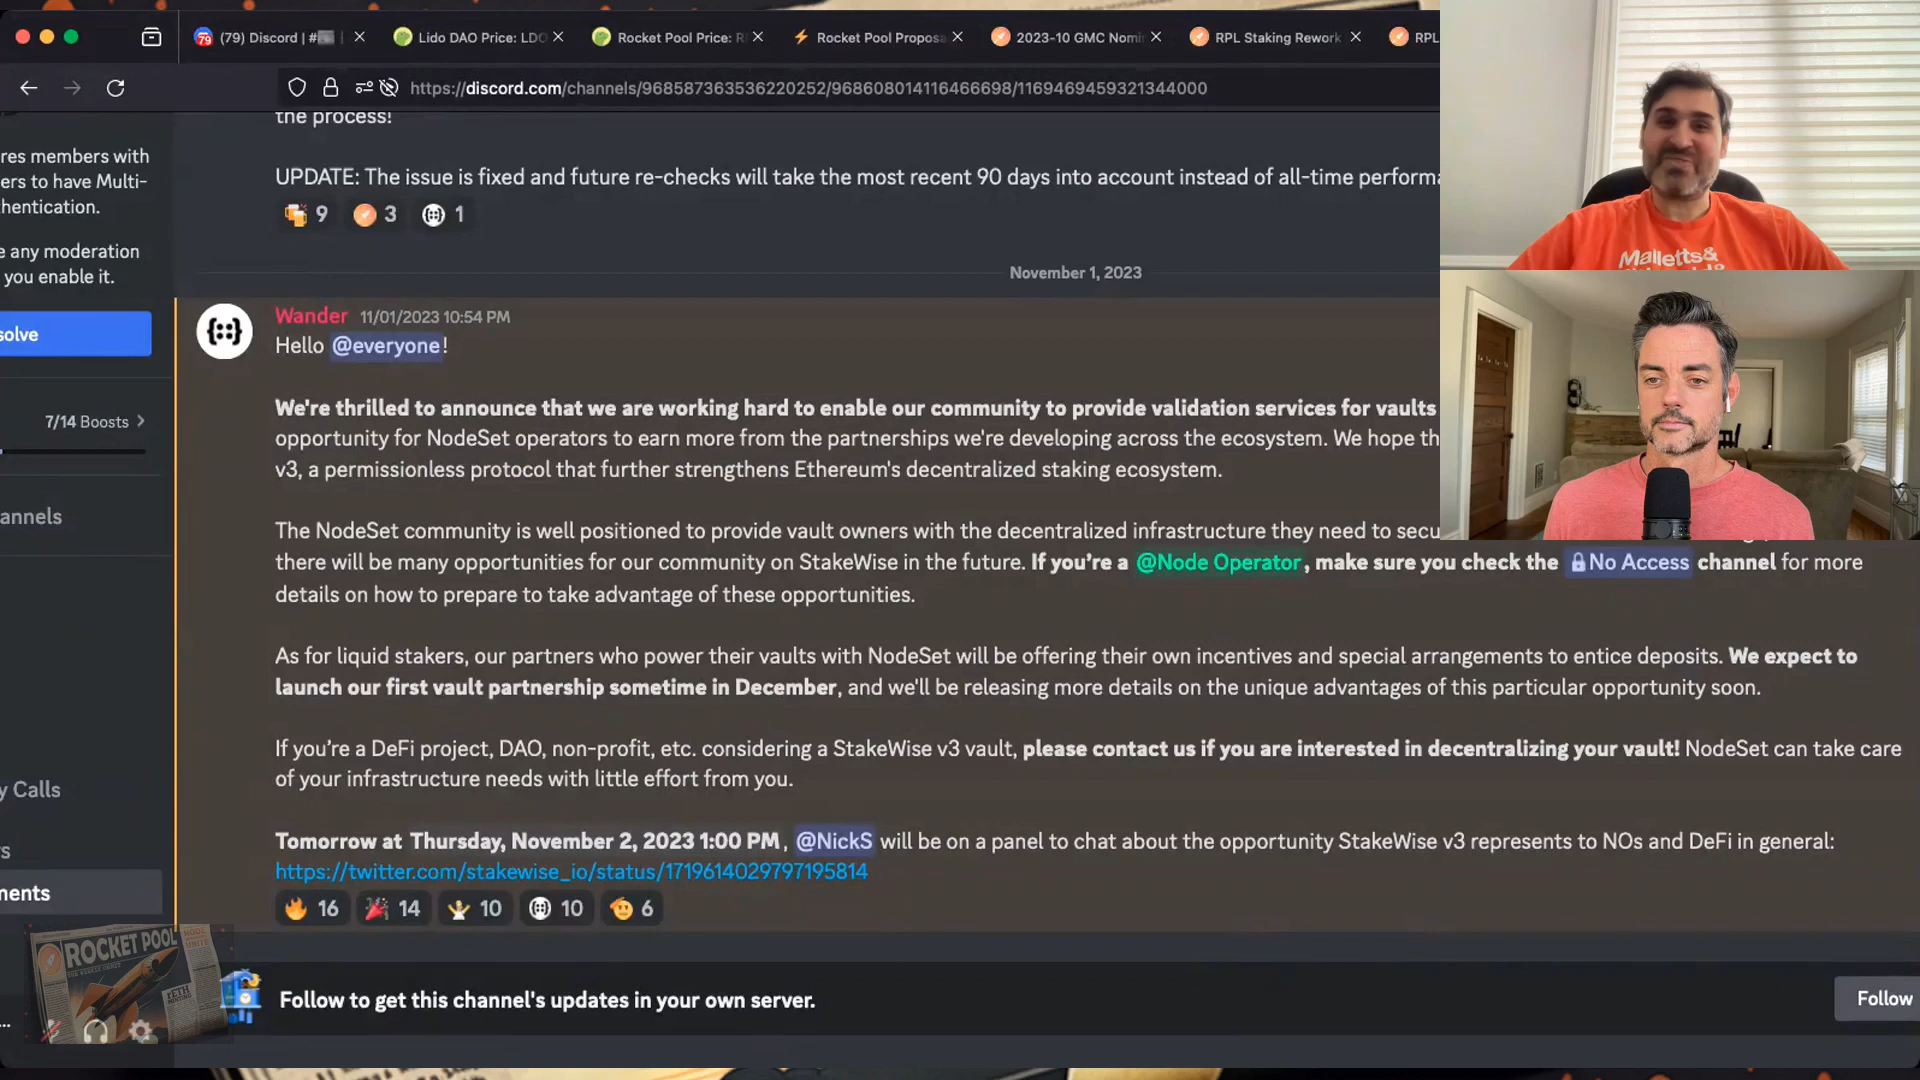 (79) Discord | #
Lido DAO Price: LDO
Rocket Pool Price: R
Rocket Pool Proposa
2023-10 GMC Nomi
RPL Staking Rework
RPL
https://discord.com/channels/968587363536220252/968608014116466698/1169469459321344000
the process!
UPDATE: The issue is fixed and future re-checks will take the most recent 90 days into account instead of all-time performa
9 3 1
res members with
ers to have Multi-
thentication.
e any moderation
you enable it.
solve
7/14 Boosts
annels
y Calls
rs
ments
November 1, 2023
Wander 11/01/2023 10:54 PM
Hello @everyone!
We're thrilled to announce that we are working hard to enable our community to provide validation services for vaults
opportunity for NodeSet operators to earn more from the partnerships we're developing across the ecosystem. We hope th
v3, a permissionless protocol that further strengthens Ethereum's decentralized staking ecosystem.
The NodeSet community is well positioned to provide vault owners with the decentralized infrastructure they need to secu
there will be many opportunities for our community on StakeWise in the future. If you're a @Node Operator, make sure you check the No Access channel for more
details on how to prepare to take advantage of these opportunities.
As for liquid stakers, our partners who power their vaults with NodeSet will be offering their own incentives and special arrangements to entice deposits. We expect to
launch our first vault partnership sometime in December, and we'll be releasing more details on the unique advantages of this particular opportunity soon.
If you're a DeFi project, DAO, non-profit, etc. considering a StakeWise v3 vault, please contact us if you are interested in decentralizing your vault! NodeSet can take care
of your infrastructure needs with little effort from you.
Tomorrow at Thursday, November 2, 2023 1:00 PM, @NickS will be on a panel to chat about the opportunity StakeWise v3 represents to NOs and DeFi in general:
https://twitter.com/stakewise_io/status/1719614029797195814
16 14 10 10 6
Follow to get this channel's updates in your own server.
Follow
ROCKET POOL
RETH
Malletts&